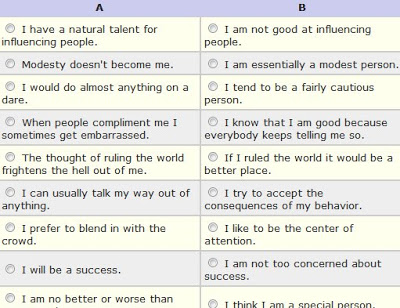 A
B
I have a natural talent for
influencing people.
I am not good at influencing
people.
Modesty doesn't become me.
I am essentially a modest person.
I would do almost anything on a
dare.
I tend to be a fairly cautious
person.
When people compliment me I
sometimes get embarrassed.
I know that I am good because
everybody keeps telling me so.
The thought of ruling the world
frightens the hell out of me.
If I ruled the world it would be a
better place.
I can usually talk my way out of
anything.
I try to accept the
consequences of my behavior.
I prefer to blend in with the
crowd.
I like to be the center of
attention.
I will be a success.
I am not too concerned about
success.
I am no better or worse than
I think I am a special person.